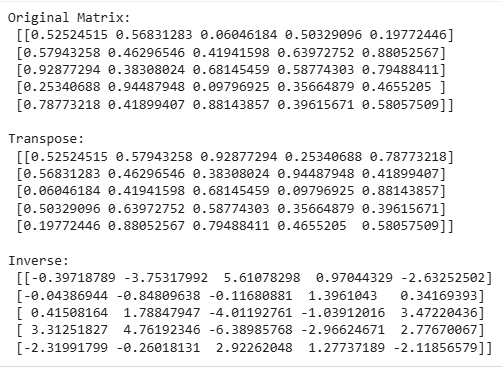 Original Matrix:
[[0.52524515 0.56831283 0.06046184 0.50329096 0.19772446]
[0.57943258 0.46296546 0.41941598 0.63972752 0.88052567]
[0.92877294 0.38308024 0.68145459 0.58774303 0.79488411]
[0.25340688 0.94487948 0.09796925 0.35664879 0.4655205 ]
[0.78773218 0.41899407 0.88143857 0.39615671 0.58057509]]
Transpose:
[[0.52524515 0.57943258 0.92877294 0.25340688 0.78773218]
[0.56831283 0.46296546 0.38308024 0.94487948 0.41899407]
[0.06046184 0.41941598 0.68145459 0.09796925 0.88143857]
[0.50329096 0.63972752 0.58774303 0.35664879 0.39615671]
[0.19772446 0.88052567 0.79488411 0.4655205  0.58057509]]
Inverse:
[[-0.39718789 -3.75317992  5.61078298  0.97044329 -2.63252502]
[-0.04386944 -0.84809638 -0.11680881  1.3961043   0.34169393]
[ 0.41508164  1.78847947 -4.01192761 -1.03912016  3.47220436]
[ 3.31251827  4.76192346 -6.38985768 -2.96624671  2.77670067]
[-2.31991799 -0.26018131  2.92262048  1.27737189 -2.11856579]]